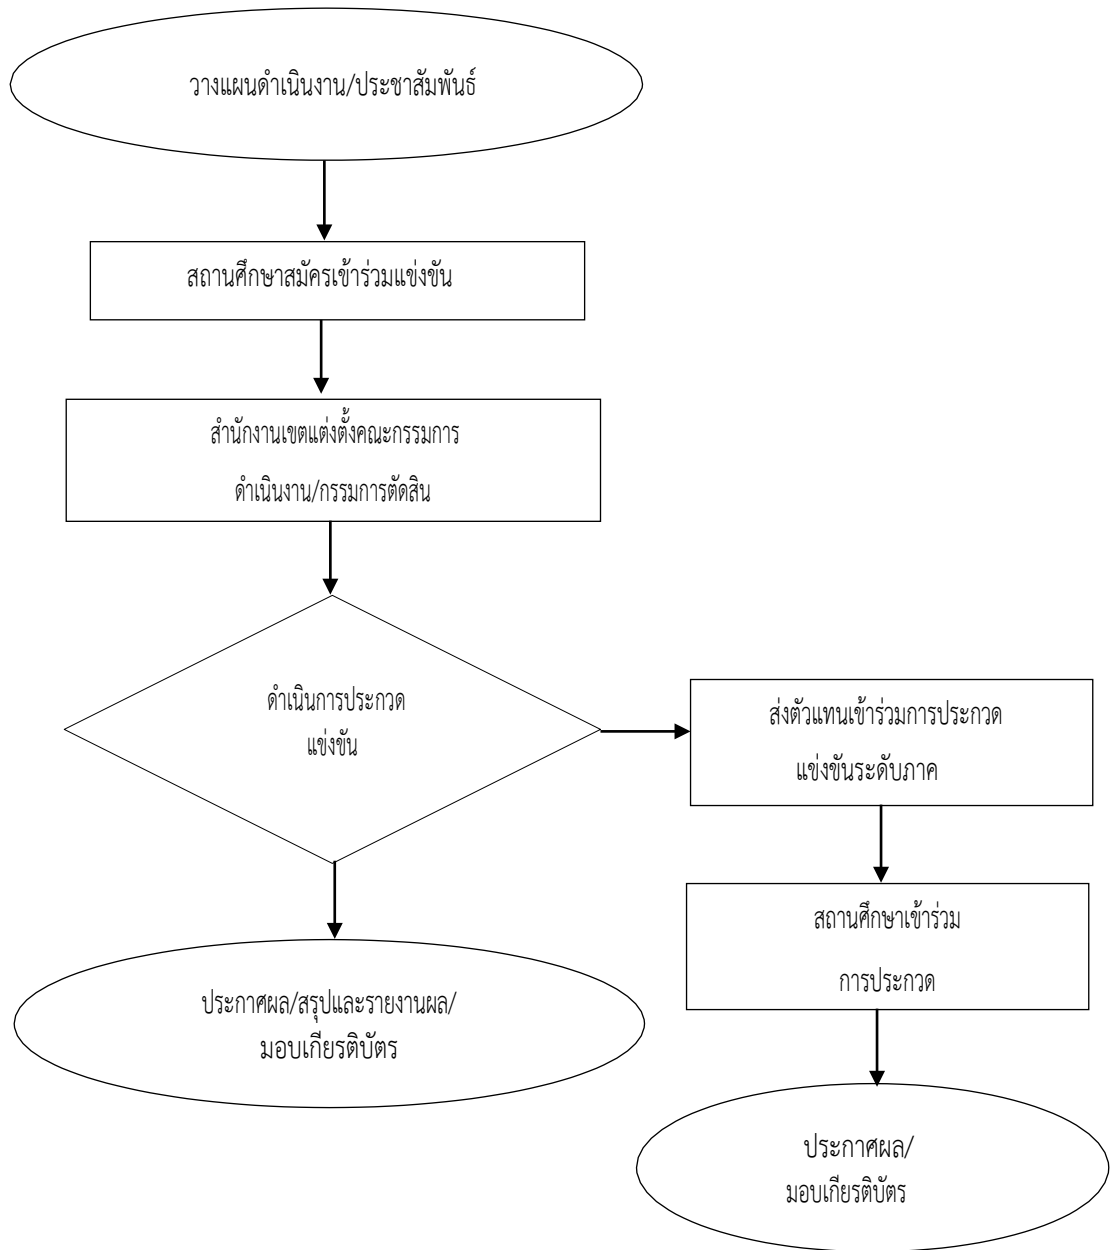 วางแผนดำเนินงาน/ประชาสัมพันธ์
สถานศึกษาสมัครเข้าร่วมแข่งขัน
สำนักงานเขตแต่งตั้งคณะกรรมการ
ดำเนินงาน/กรรมการตัดสิน
ดำเนินการประกวด
แข่งขัน
ส่งตัวแทนเข้าร่วมการประกวด
แข่งขันระดับภาค
สถานศึกษาเข้าร่วม
การประกวด
ประกาศผล/สรุปและรายงานผล/
มอบเกียรติบัตร
ประกาศผล/
มอบเกียรติบัตร